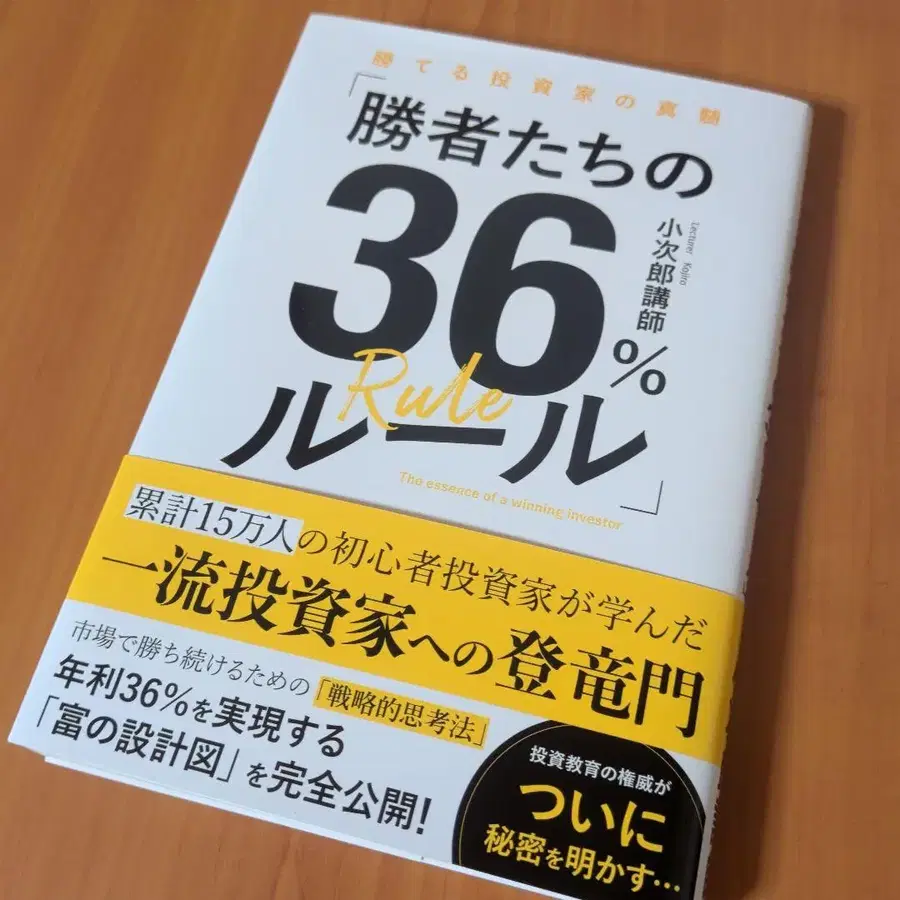 勝てる投資家の真髄
「勝者たちの
36%
Rule
ルール」
Lecturer Kojiro
小次郎講師
The essence of a winning investor
累計15万人の初心者投資家が学んだ
一流投資家への登竜門
市場で勝ち続けるための「戦略的思考法」
年利36%を実現する
「富の設計図」を完全公開!
投資教育の権威が
ついに
秘密を明かす…